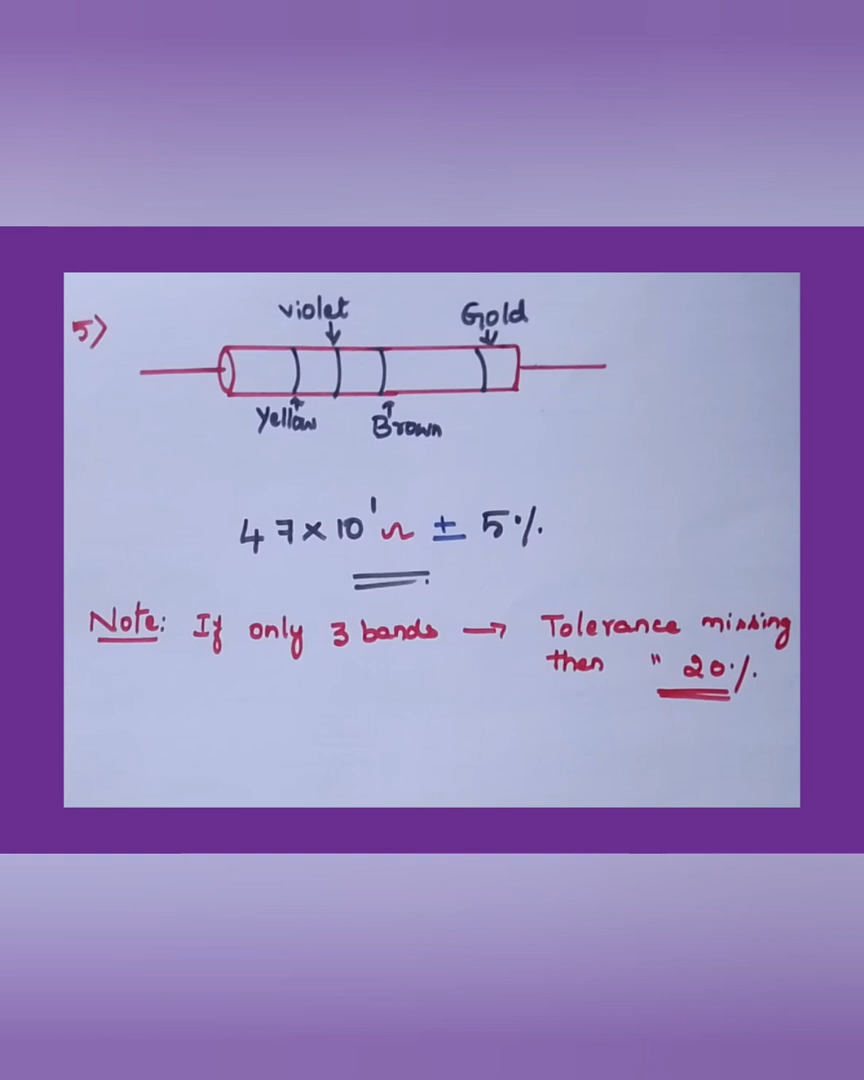 5)
violet
Gold
Yellow
Brown
47×10¹Ω ± 5%
Note: If only 3 bands → Tolerance missing
then " 20%.